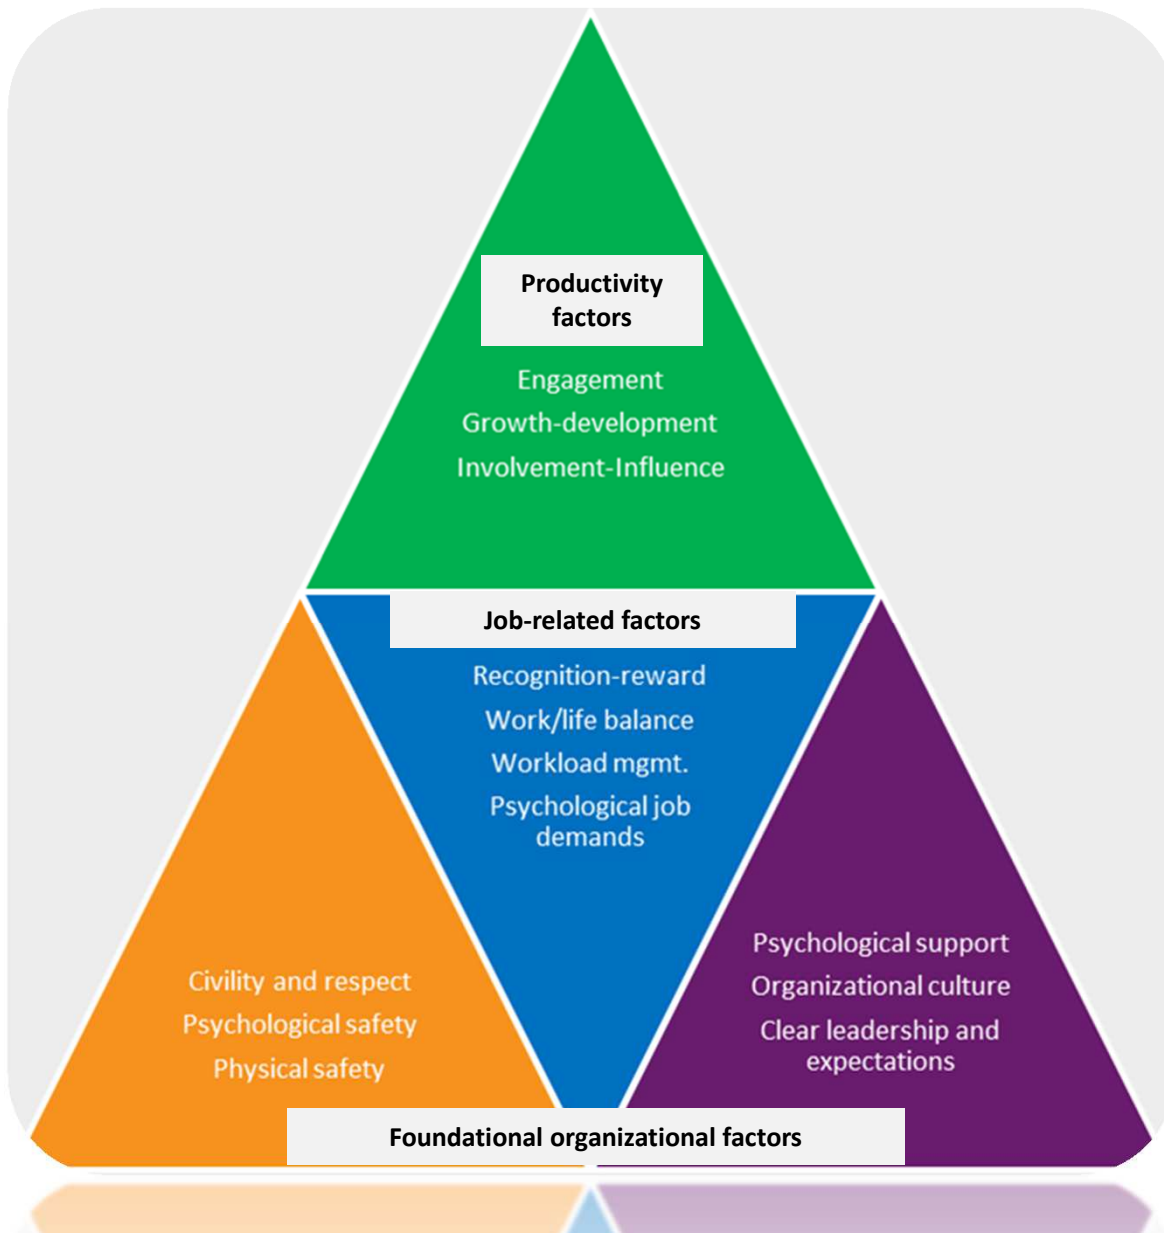 Productivity
factors
Engagement
Growth-development
Involvement-Influence
Job-related factors
Recognition-reward
Work/life balance
Workload mgmt.
Psychological job
demands
Civility and respect
Psychological safety
Physical safety
Psychological support
Organizational culture
Clear leadership and
expectations
Foundational organizational factors